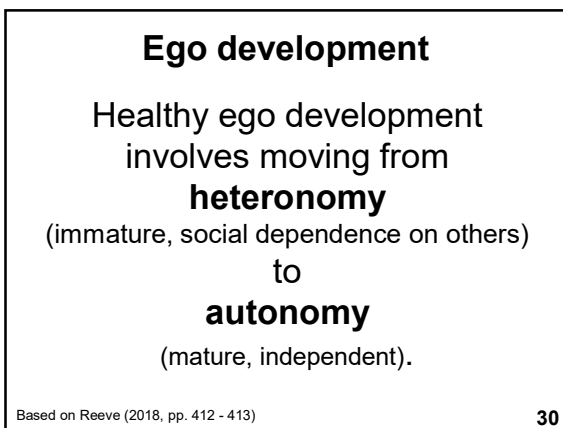 Ego development
Healthy ego development
involves moving from
heteronomy
(immature, social dependence on others)
to
autonomy
(mature, independent).
Based on Reeve (2018, pp. 412 - 413)
30